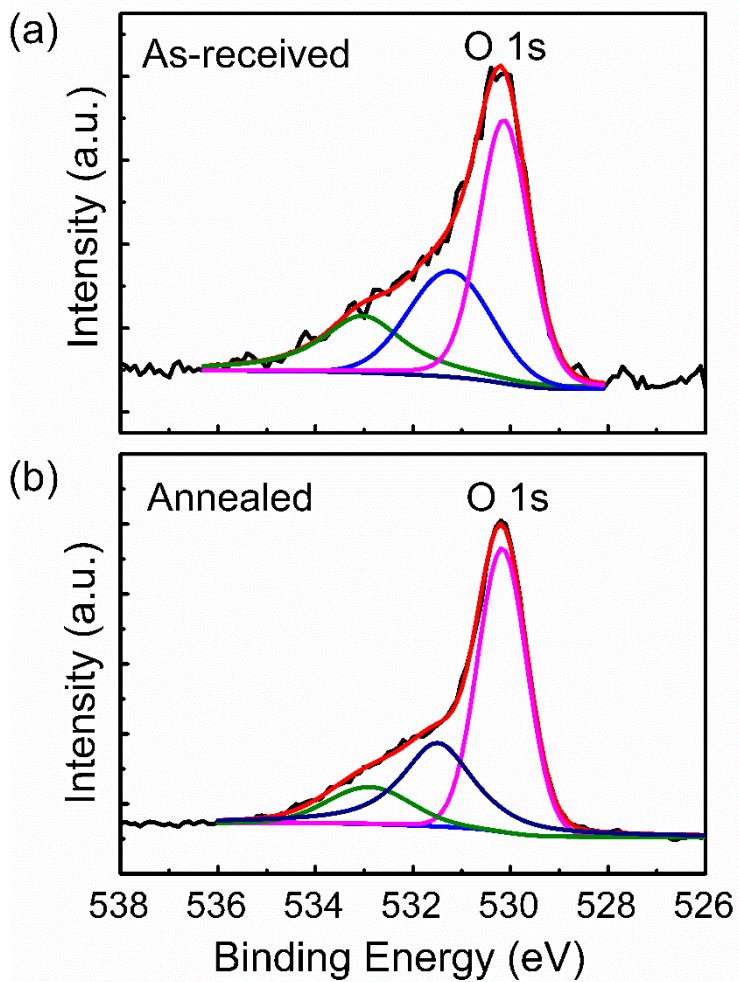 (a)
As-received
O 1s
Intensity (a.u.)
(b)
Annealed
O 1s
Intensity (a.u.)
538 536 534 532 530 528 526
Binding Energy (eV)